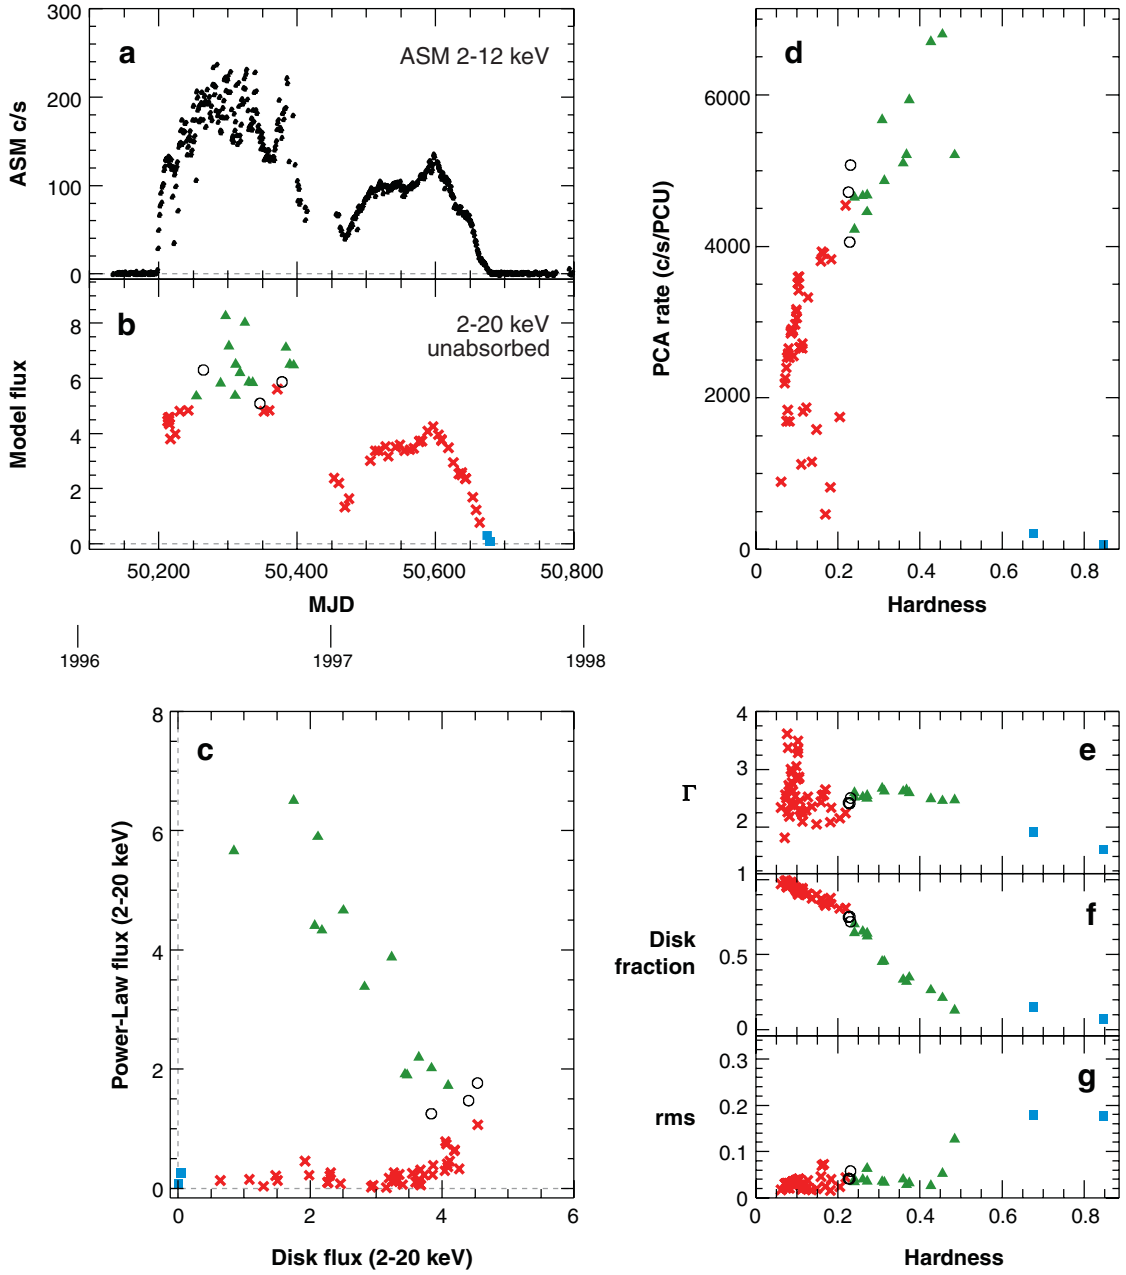 a
ASM 2-12 keV
ASM c/s
300
200
100
0
b
2-20 keV
unabsorbed
Model flux
8
6
4
2
0
50,200
50,400
50,600
50,800
MJD
1996
1997
1998
d
PCA rate (c/s/PCU)
6000
4000
2000
0
0
0.2
0.4
0.6
0.8
Hardness
c
Power-Law flux (2-20 keV)
8
6
4
2
0
0
2
4
6
Disk flux (2-20 keV)
e
Γ
4
3
2
1
f
Disk
fraction
0.5
0
g
rms
0.3
0.2
0.1
0
0
0.2
0.4
0.6
0.8
Hardness